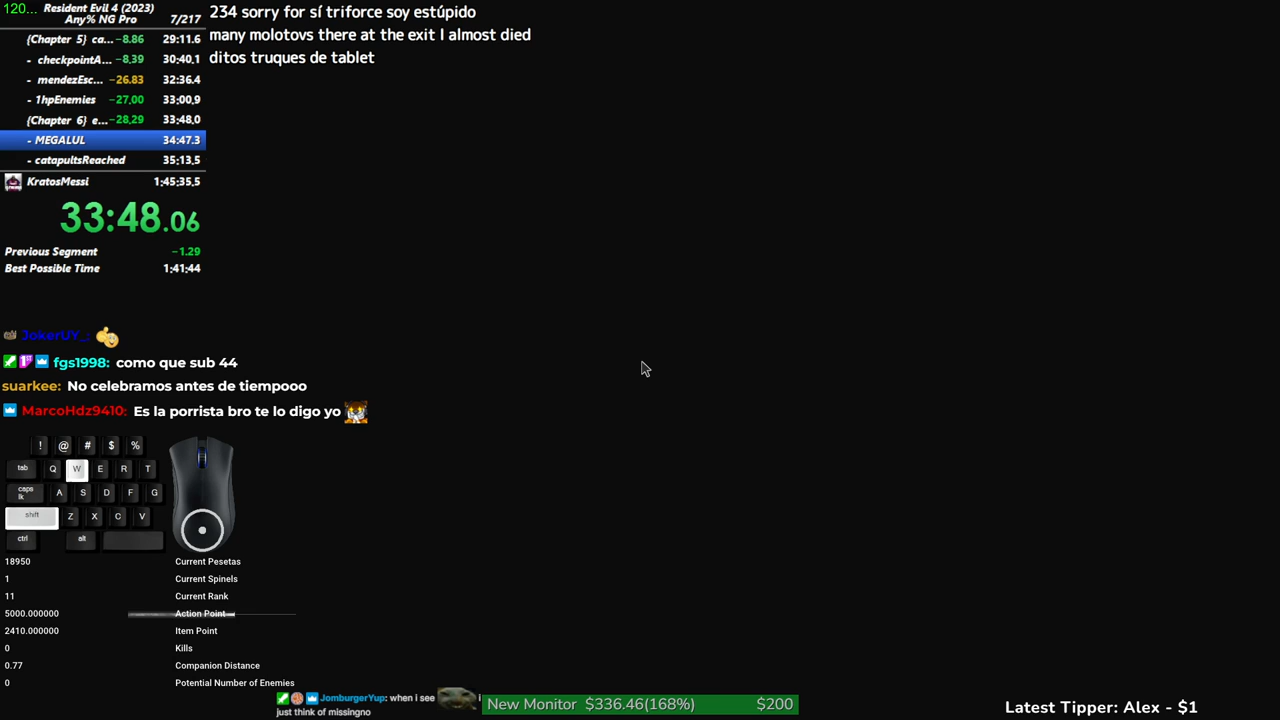 120...
Resident Evil 4 (2023)
Any% NG Pro 7/217
{Chapter 5} ca... −8.86 29:11.6
- checkpointA... −8.39 30:40.1
- mendezEsc... −26.83 32:36.4
- 1hpEnemies −27.00 33:00.9
{Chapter 6} e... −28.29 33:48.0
- MEGALUL 34:47.3
- catapultsReached 35:13.5
KratosMessi 1:45:35.5
33:48.06
Previous Segment −1.29
Best Possible Time 1:41:44
234 sorry for sí triforce soy estúpido
many molotovs there at the exit I almost died
ditos truques de tablet
JokerUY_:
fgs1998: como que sub 44
suarkee: No celebramos antes de tiempooo
MarcoHdz9410: Es la porrista bro te lo digo yo
! @ # $ %
tab Q W E R T
caps lk A S D F G
shift Z X C V
ctrl alt
18950 Current Pesetas
1 Current Spinels
11 Current Rank
5000.000000 Action Point
2410.000000 Item Point
0 Kills
0.77 Companion Distance
0 Potential Number of Enemies
JomburgerYup: when i see i
just think of missingno
New Monitor $336.46(168%) $200
Latest Tipper: Alex - $1